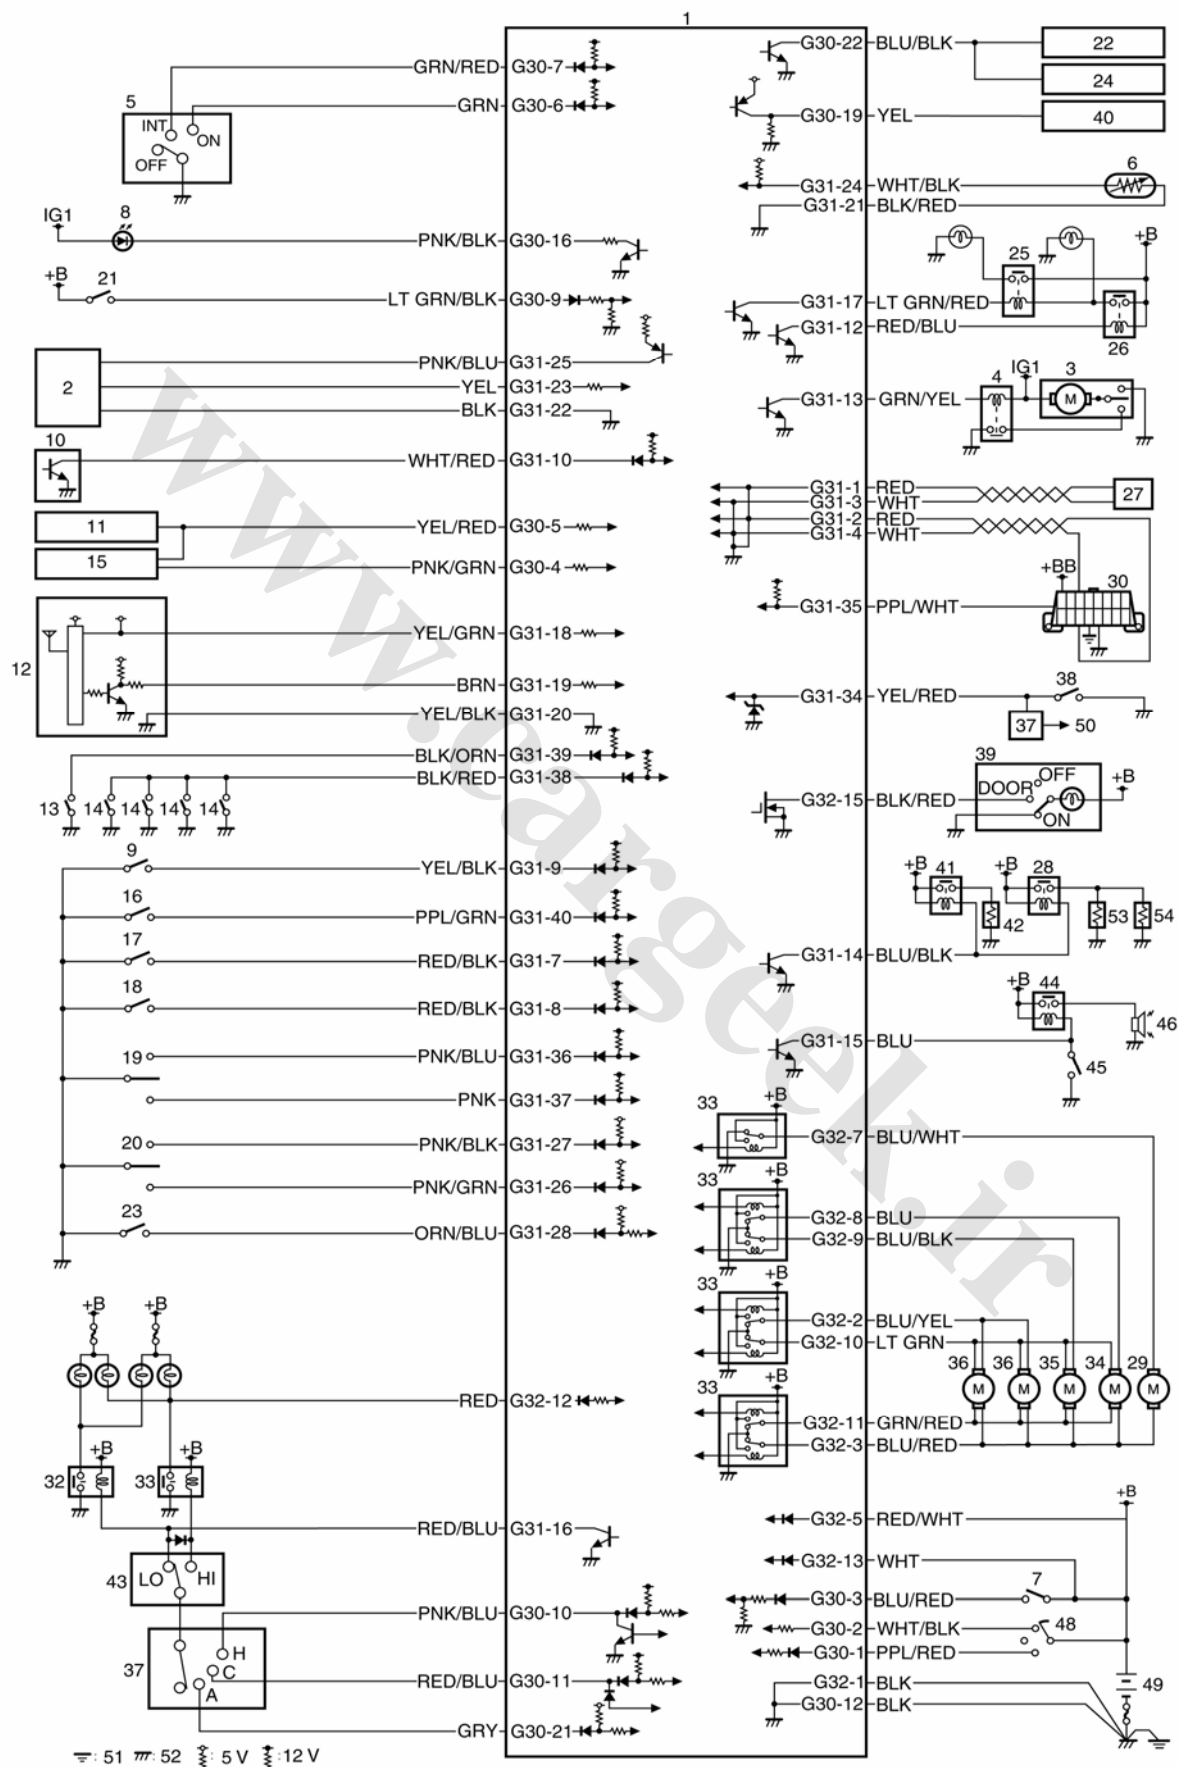 1
GRN/RED G30-7
GRN G30-6
5
INT
ON
OFF
IG1
8
PNK/BLK G30-16
+B
21
LT GRN/BLK G30-9
PNK/BLU G31-25
2
YEL G31-23
BLK G31-22
10
WHT/RED G31-10
11
YEL/RED G30-5
15
PNK/GRN G30-4
12
YEL/GRN G31-18
BRN G31-19
YEL/BLK G31-20
BLK/ORN G31-39
BLK/RED G31-38
13 14 14 14 14
9
YEL/BLK G31-9
16
PPL/GRN G31-40
17
RED/BLK G31-7
18
RED/BLK G31-8
19
PNK/BLU G31-36
PNK G31-37
20
PNK/BLK G31-27
PNK/GRN G31-26
23
ORN/BLU G31-28
+B +B
RED G32-12
+B +B
32 33
RED/BLU G31-16
43 LO HI
PNK/BLU G30-10
37 H
C
A
RED/BLU G30-11
GRY G30-21
: 51 : 52 : 5 V : 12 V
G30-22 BLU/BLK 22
24
G30-19 YEL 40
6
G31-24 WHT/BLK
G31-21 BLK/RED
+B
25
G31-17 LT GRN/RED
G31-12 RED/BLU
26
IG1
4 3
G31-13 GRN/YEL M
G31-1 RED
G31-3 WHT
27
G31-2 RED
G31-4 WHT
+BB
30
G31-35 PPL/WHT
38
G31-34 YEL/RED
37 50
39
OFF
DOOR
+B
G32-15 BLK/RED
ON
+B 41 +B 28
42 53 54
G31-14 BLU/BLK
+B 44
46
G31-15 BLU
45
33 +B
G32-7 BLU/WHT
33 +B
G32-8 BLU
G32-9 BLU/BLK
33 +B
G32-2 BLU/YEL
G32-10 LT GRN
36 36 35 34 29
M M M M M
33 +B
G32-11 GRN/RED
G32-3 BLU/RED
+B
G32-5 RED/WHT
G32-13 WHT
7
G30-3 BLU/RED
G30-2 WHT/BLK 48
G30-1 PPL/RED
G32-1 BLK
49
G30-12 BLK
www.cargeek.ir